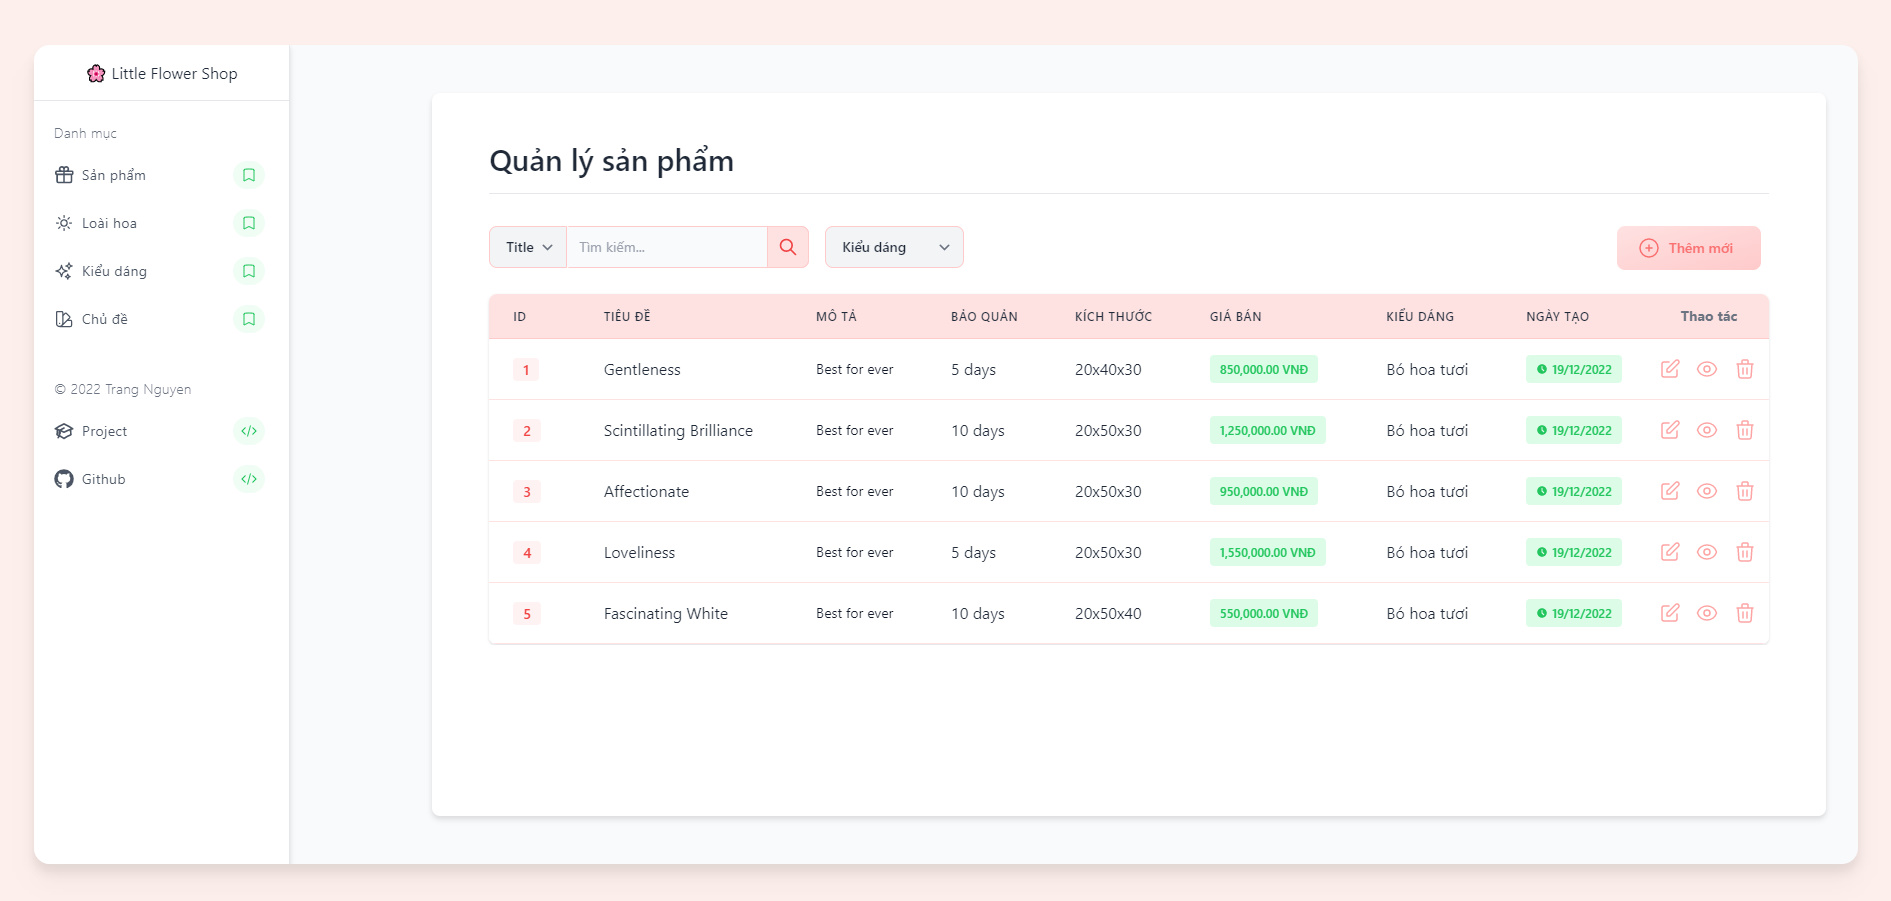 Little Flower Shop
Danh mục
Sản phẩm
Loài hoa
Kiểu dáng
Chủ đề
© 2022 Trang Nguyen
Project
Github
Quản lý sản phẩm
Title Tìm kiếm... Kiểu dáng Thêm mới
ID TIÊU ĐỀ MÔ TẢ BẢO QUẢN KÍCH THƯỚC GIÁ BÁN KIỂU DÁNG NGÀY TẠO Thao tác
1 Gentleness Best for ever 5 days 20x40x30 850,000.00 VNĐ Bó hoa tươi 19/12/2022
2 Scintillating Brilliance Best for ever 10 days 20x50x30 1,250,000.00 VNĐ Bó hoa tươi 19/12/2022
3 Affectionate Best for ever 10 days 20x50x30 950,000.00 VNĐ Bó hoa tươi 19/12/2022
4 Loveliness Best for ever 5 days 20x50x30 1,550,000.00 VNĐ Bó hoa tươi 19/12/2022
5 Fascinating White Best for ever 10 days 20x50x40 550,000.00 VNĐ Bó hoa tươi 19/12/2022